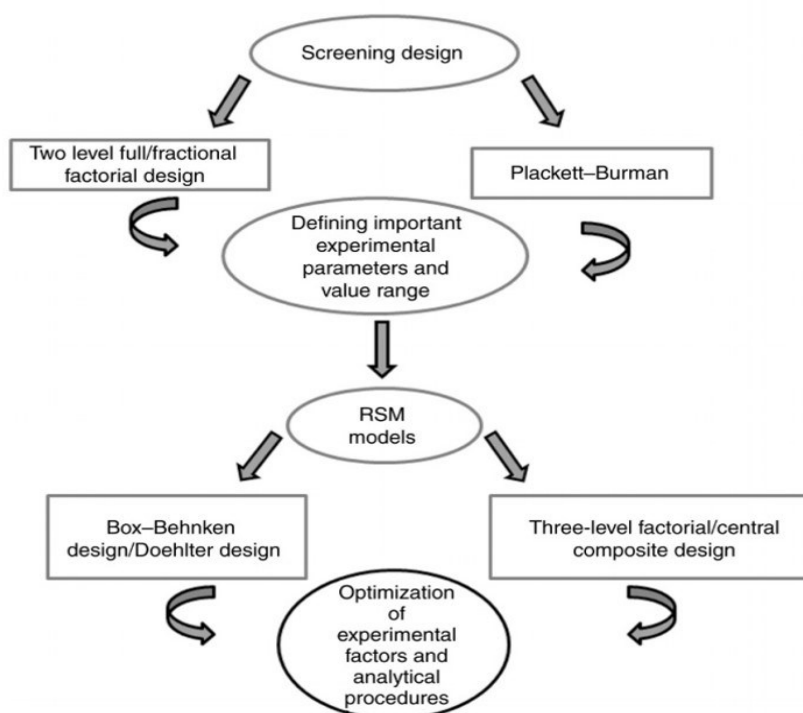 Screening design
Two level full/fractional
factorial design
Plackett–Burman
Defining important
experimental
parameters and
value range
RSM
models
Box–Behnken
design/Doehlter design
Three-level factorial/central
composite design
Optimization
of
experimental
factors and
analytical
procedures